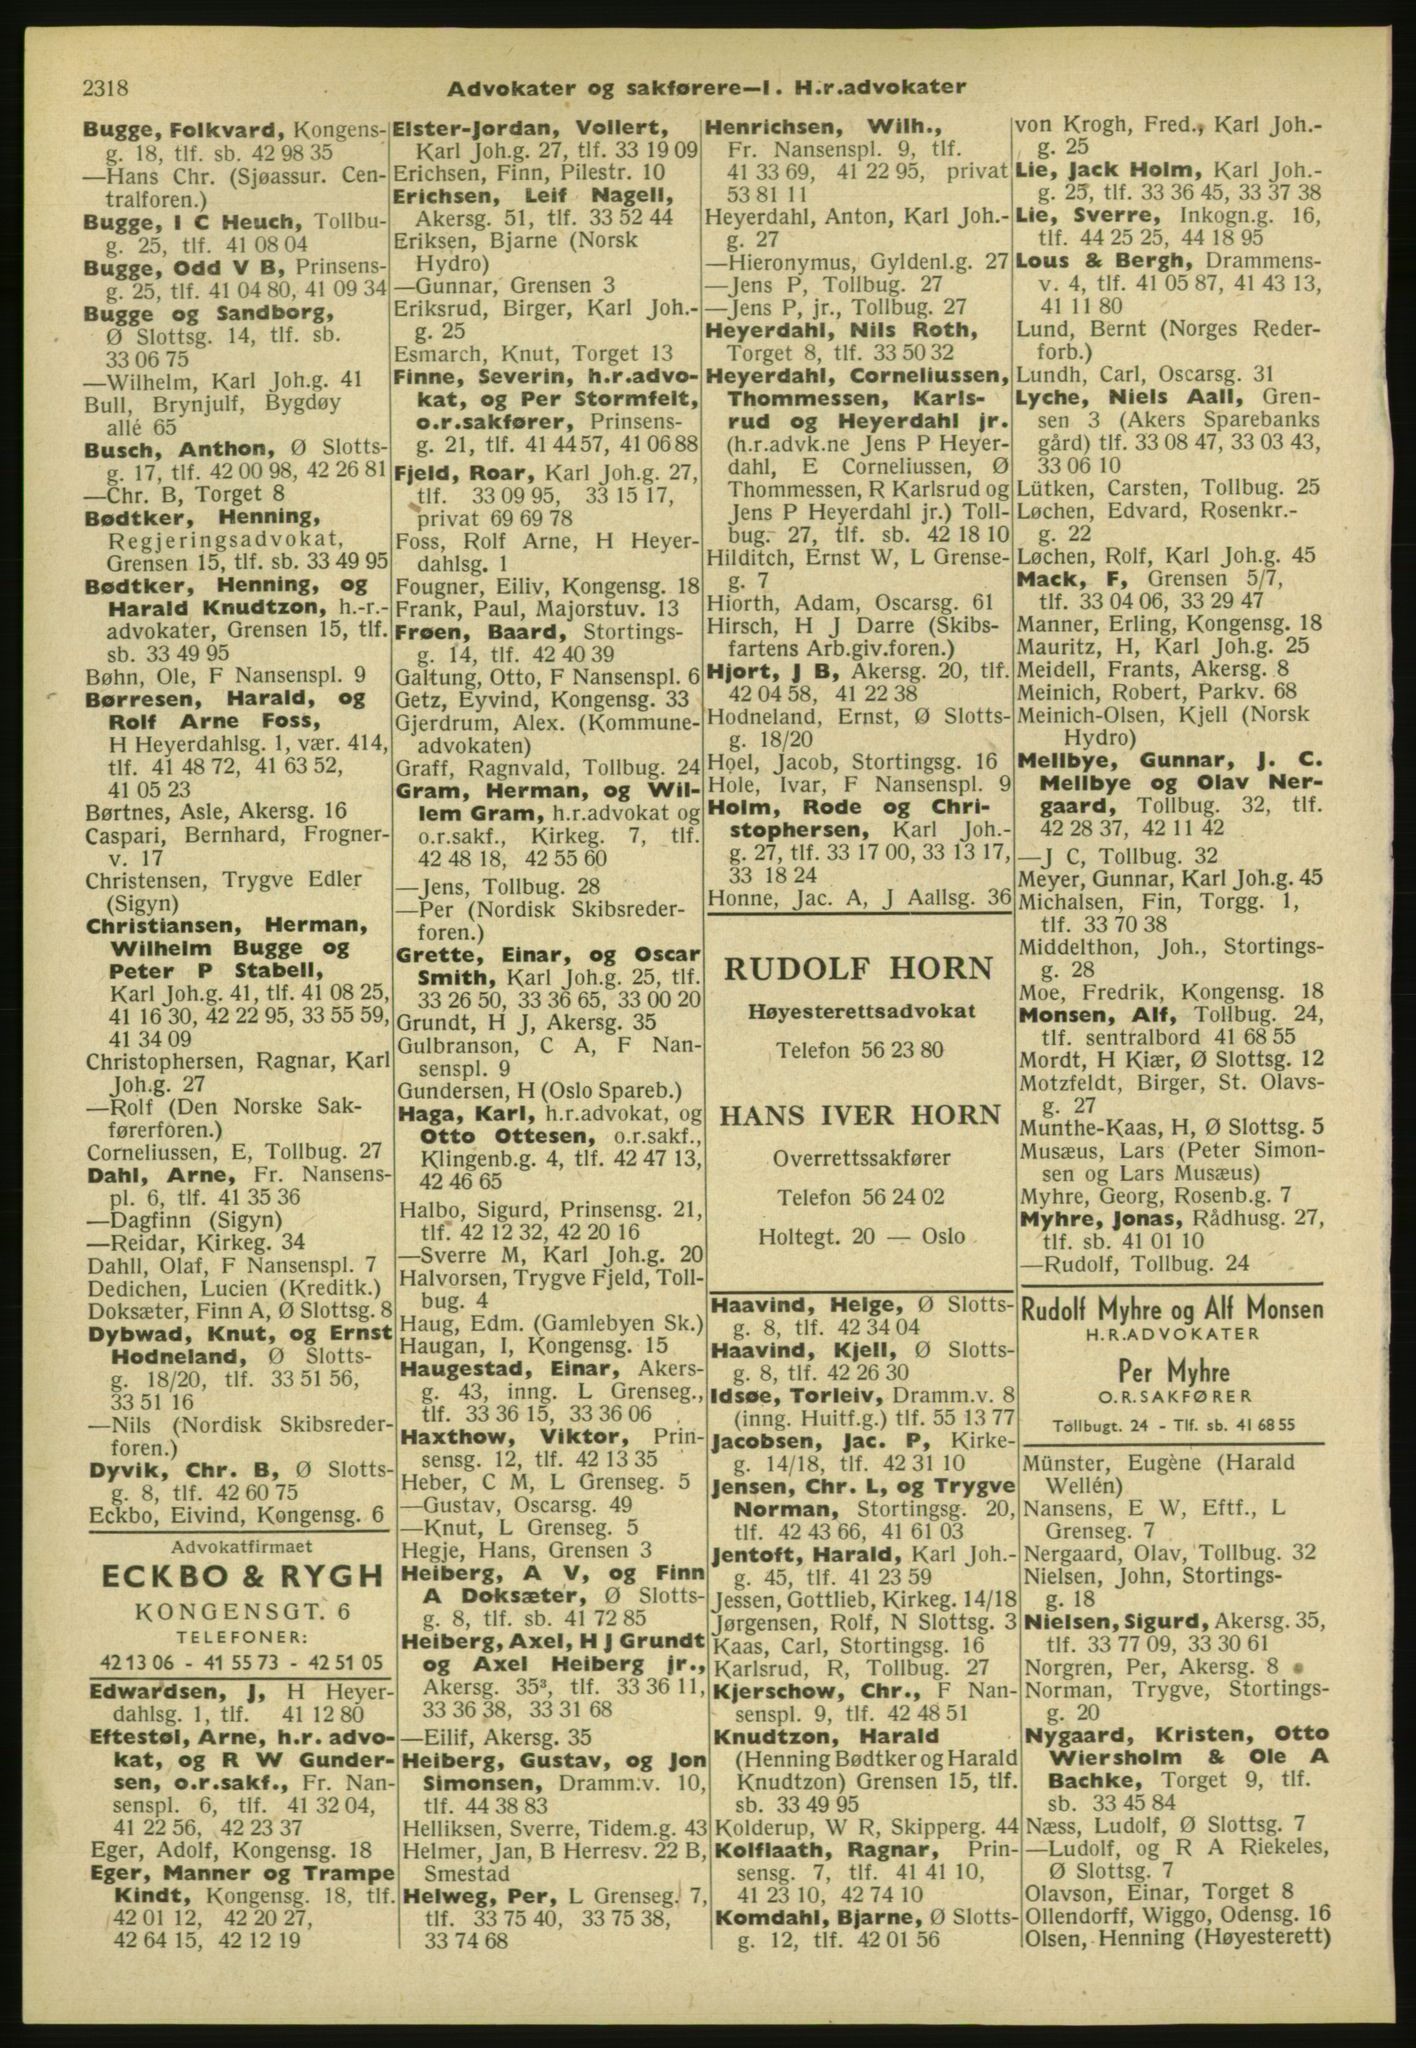 2318
Advokater og sakførere—I. H.r.advokater
Bugge, Folkvard, Kongens-
g. 18, tlf. sb. 42 98 35
—Hans Chr. (Sjøassur. Cen-
tralforen.)
Bugge, I C Heuch, Tollbu-
g. 25, tlf. 41 08 04
Bugge, Odd V B, Prinsens-
g. 25, tlf. 41 04 80, 41 09 34
Bugge og Sandborg,
Ø Slottsg. 14, tlf. sb.
33 06 75
—Wilhelm, Karl Joh.g. 41
Bull, Brynjulf, Bygdøy
allé 65
Busch, Anthon, Ø Slotts-
g. 17, tlf. 42 00 98, 42 26 81
—Chr. B, Torget 8
Bødtker, Henning,
Regjeringsadvokat,
Grensen 15, tlf. sb. 33 49 95
Bødtker, Henning, og
Harald Knudtzon, h.-r.-
advokater, Grensen 15, tlf.
sb. 33 49 95
Bøhn, Ole, F Nansenspl. 9
Børresen, Harald, og
Rolf Arne Foss,
H Heyerdahlsg. 1, vær. 414,
tlf. 41 48 72, 41 63 52,
41 05 23
Børtnes, Asle, Akersg. 16
Caspari, Bernhard, Frogner-
v. 17
Christensen, Trygve Edler
(Sigyn)
Christiansen, Herman,
Wilhelm Bugge og
Peter P Stabell,
Karl Joh.g. 41, tlf. 41 08 25,
41 16 30, 42 22 95, 33 55 59,
41 34 09
Christophersen, Ragnar, Karl
Joh.g. 27
—Rolf (Den Norske Sak-
førerforen.)
Corneliussen, E, Tollbug. 27
Dahl, Arne, Fr. Nansens-
pl. 6, tlf. 41 35 36
—Dagfinn (Sigyn)
—Reidar, Kirkeg. 34
Dahll, Olaf, F Nansenspl. 7
Dedichen, Lucien (Kreditk.)
Doksæter, Finn A, Ø Slottsg. 8
Dybwad, Knut, og Ernst
Hodneland, Ø Slotts-
g. 18/20, tlf. 33 51 56,
33 51 16
—Nils (Nordisk Skibsreder-
foren.)
Dyvik, Chr. B, Ø Slotts-
g. 8, tlf. 42 60 75
Eckbo, Eivind, Kongensg. 6
Advokatfirmaet
ECKBO & RYGH
KONGENSGT. 6
TELEFONER:
42 13 06 - 41 55 73 - 42 51 05
Edwardsen, J, H Heyer-
dahlsg. 1, tlf. 41 12 80
Eftestøl, Arne, h.r. advo-
kat, og R W Gunder-
sen, o.r.sakf., Fr. Nan-
senspl. 6, tlf. 41 32 04,
41 22 56, 42 23 37
Eger, Adolf, Kongensg. 18
Eger, Manner og Trampe
Kindt, Kongensg. 18, tlf.
42 01 12, 42 20 27,
42 64 15, 42 12 19
Elster-Jordan, Vollert,
Karl Joh.g. 27, tlf. 33 19 09
Erichsen, Finn, Pilestr. 10
Erichsen, Leif Nagell,
Akersg. 51, tlf. 33 52 44
Eriksen, Bjarne (Norsk
Hydro)
—Gunnar, Grensen 3
Eriksrud, Birger, Karl Joh.-
g. 25
Esmarch, Knut, Torget 13
Finne, Severin, h.r.advo-
kat, og Per Stormfelt,
o.r.sakfører, Prinsens-
g. 21, tlf. 41 44 57, 41 06 88
Fjeld, Roar, Karl Joh.g. 27,
tlf. 33 09 95, 33 15 17,
privat 69 69 78
Foss, Rolf Arne, H Heyer-
dahlsg. 1
Fougner, Eiliv, Kongensg. 18
Frank, Paul, Majorstuv. 13
Frøen, Baard, Stortings-
g. 14, tlf. 42 40 39
Galtung, Otto, F Nansenspl. 6
Getz, Eyvind, Kongensg. 33
Gjerdrum, Alex. (Kommune-
advokaten)
Graff, Ragnvald, Tollbug. 24
Gram, Herman, og Wil-
lem Gram, h.r.advokat og
o.r.sakf., Kirkeg. 7, tlf.
42 48 18, 42 55 60
—Jens, Tollbug. 28
—Per (Nordisk Skibsreder-
foren.)
Grette, Einar, og Oscar
Smith, Karl Joh.g. 25, tlf.
33 26 50, 33 36 65, 33 00 20
Grundt, H J, Akersg. 35
Gulbranson, C A, F Nan-
senspl. 9
Gundersen, H (Oslo Spareb.)
Haga, Karl, h.r.advokat, og
Otto Ottesen, o.r.sakf.,
Klingenb.g. 4, tlf. 42 47 13,
42 46 65
Halbo, Sigurd, Prinsensg. 21,
tlf. 42 12 32, 42 20 16
—Sverre M, Karl Joh.g. 20
Halvorsen, Trygve Fjeld, Toll-
bug. 4
Haug, Edm. (Gamlebyen Sk.)
Haugan, I, Kongensg. 15
Haugestad, Einar, Akers-
g. 43, inng. L Grenseg.,
tlf. 33 36 15, 33 36 06
Haxthow, Viktor, Prin-
sensg. 12, tlf. 42 13 35
Heber, C M, L Grenseg. 5
—Gustav, Oscarsg. 49
—Knut, L Grenseg. 5
Hegje, Hans, Grensen 3
Heiberg, A V, og Finn
A Doksæter, Ø Slotts-
g. 8, tlf. sb. 41 72 85
Heiberg, Axel, H J Grundt
og Axel Heiberg jr.,
Akersg. 35³, tlf. 33 36 11,
33 36 38, 33 31 68
—Eilif, Akersg. 35
Heiberg, Gustav, og Jon
Simonsen, Dramm.v. 10,
tlf. 44 38 83
Helliksen, Sverre, Tidem.g. 43
Helmer, Jan, B Herresv. 22 B,
Smestad
Helweg, Per, L Grenseg. 7,
tlf. 33 75 40, 33 75 38,
33 74 68
Henrichsen, Wilh.,
Fr. Nansenspl. 9, tlf.
41 33 69, 41 22 95, privat
53 81 11
Heyerdahl, Anton, Karl Joh.-
g. 27
—Hieronymus, Gyldenl.g. 27
—Jens P, Tollbug. 27
—Jens P, jr., Tollbug. 27
Heyerdahl, Nils Roth,
Torget 8, tlf. 33 50 32
Heyerdahl, Corneliussen,
Thommessen, Karls-
rud og Heyerdahl jr.
(h.r.advk.ne Jens P Heyer-
dahl, E Corneliussen, Ø
Thommessen, R Karlsrud og
Jens P Heyerdahl jr.) Toll-
bug. 27, tlf. sb. 42 18 10
Hilditch, Ernst W, L Grense-
g. 7
Hiorth, Adam, Oscarsg. 61
Hirsch, H J Darre (Skibs-
fartens Arb.giv.foren.)
Hjort, J B, Akersg. 20, tlf.
42 04 58, 41 22 38
Hodneland, Ernst, Ø Slotts-
g. 18/20
Hoel, Jacob, Stortingsg. 16
Hole, Ivar, F Nansenspl. 9
Holm, Rode og Chri-
stophersen, Karl Joh.-
g. 27, tlf. 33 17 00, 33 13 17,
33 18 24
Honne, Jac. A, J Aallsg. 36
RUDOLF HORN
Høyesterettsadvokat
Telefon 56 23 80
HANS IVER HORN
Overrettssakfører
Telefon 56 24 02
Holtegt. 20 — Oslo
Haavind, Helge, Ø Slotts-
g. 8, tlf. 42 34 04
Haavind, Kjell, Ø Slotts-
g. 8, tlf. 42 26 30
Idsøe, Torleiv, Dramm.v. 8
(inng. Huitf.g.) tlf. 55 13 77
Jacobsen, Jac. P, Kirke-
g. 14/18, tlf. 42 31 10
Jensen, Chr. L, og Trygve
Norman, Stortingsg. 20,
tlf. 42 43 66, 41 61 03
Jentoft, Harald, Karl Joh.-
g. 45, tlf. 41 23 59
Jessen, Gottlieb, Kirkeg. 14/18
Jørgensen, Rolf, N Slottsg. 3
Kaas, Carl, Stortingsg. 16
Karlsrud, R, Tollbug. 27
Kjerschow, Chr., F Nan-
senspl. 9, tlf. 42 48 51
Knudtzon, Harald
(Henning Bødtker og Harald
Knudtzon) Grensen 15, tlf.
sb. 33 49 95
Kolderup, W R, Skipperg. 44
Kolflaath, Ragnar, Prin-
sensg. 7, tlf. 41 41 10,
41 23 10, 42 74 10
Komdahl, Bjarne, Ø Slotts-
g. 12, tlf. 42 01 56
von Krogh, Fred., Karl Joh.-
g. 25
Lie, Jack Holm, Karl Joh.-
g. 25, tlf. 33 36 45, 33 37 38
Lie, Sverre, Inkogn.g. 16,
tlf. 44 25 25, 44 18 95
Lous & Bergh, Drammens-
v. 4, tlf. 41 05 87, 41 43 13,
41 11 80
Lund, Bernt (Norges Reder-
forb.)
Lundh, Carl, Oscarsg. 31
Lyche, Niels Aall, Gren-
sen 3 (Akers Sparebanks
gård) tlf. 33 08 47, 33 03 43,
33 06 10
Lütken, Carsten, Tollbug. 25
Løchen, Edvard, Rosenkr.-
g. 22
Løchen, Rolf, Karl Joh.g. 45
Mack, F, Grensen 5/7,
tlf. 33 04 06, 33 29 47
Manner, Erling, Kongensg. 18
Mauritz, H, Karl Joh.g. 25
Meidell, Frants, Akersg. 8
Meinich, Robert, Parkv. 68
Meinich-Olsen, Kjell (Norsk
Hydro)
Mellbye, Gunnar, J. C.
Mellbye og Olav Ner-
gaard, Tollbug. 32, tlf.
42 28 37, 42 11 42
—J C, Tollbug. 32
Meyer, Gunnar, Karl Joh.g. 45
Michalsen, Fin, Torgg. 1,
tlf. 33 70 38
Middelthon, Joh., Stortings-
g. 28
Moe, Fredrik, Kongensg. 18
Monsen, Alf, Tollbug. 24,
tlf. sentralbord 41 68 55
Mordt, H Kiær, Ø Slottsg. 12
Motzfeldt, Birger, St. Olavs-
g. 27
Munthe-Kaas, H, Ø Slottsg. 5
Musæus, Lars (Peter Simon-
sen og Lars Musæus)
Myhre, Georg, Rosenb.g. 7
Myhre, Jonas, Rådhusg. 27,
tlf. sb. 41 01 10
—Rudolf, Tollbug. 24
Rudolf Myhre og Alf Monsen
H.R.ADVOKATER
Per Myhre
O.R.SAKFØRER
Tollbugt. 24 - Tlf. sb. 41 68 55
Münster, Eugène (Harald
Wellén)
Nansens, E W, Eftf., L
Grenseg. 7
Nergaard, Olav, Tollbug. 32
Nielsen, John, Stortings-
g. 18
Nielsen, Sigurd, Akersg. 35,
tlf. 33 77 09, 33 30 61
Norgren, Per, Akersg. 8
Norman, Trygve, Stortings-
g. 20
Nygaard, Kristen, Otto
Wiersholm & Ole A
Bachke, Torget 9, tlf.
sb. 33 45 84
Næss, Ludolf, Ø Slottsg. 7
—Ludolf, og R A Riekeles,
Ø Slottsg. 7
Olavson, Einar, Torget 8
Ollendorff, Wiggo, Odensg. 16
Olsen, Henning (Høyesterett)